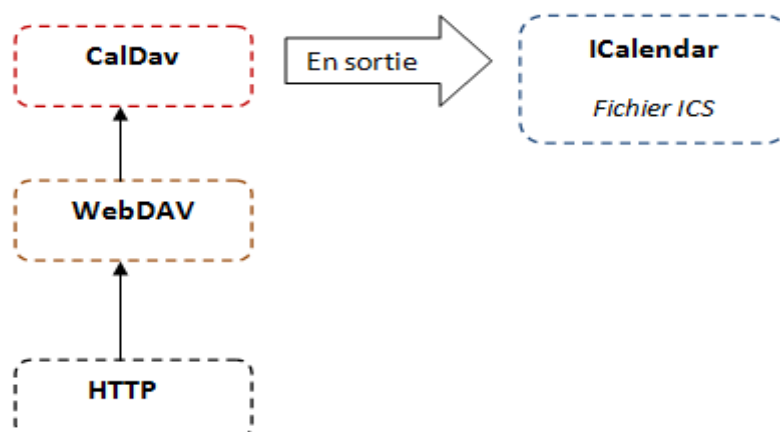 CalDav
En sortie
ICalendar
Fichier ICS
WebDAV
HTTP